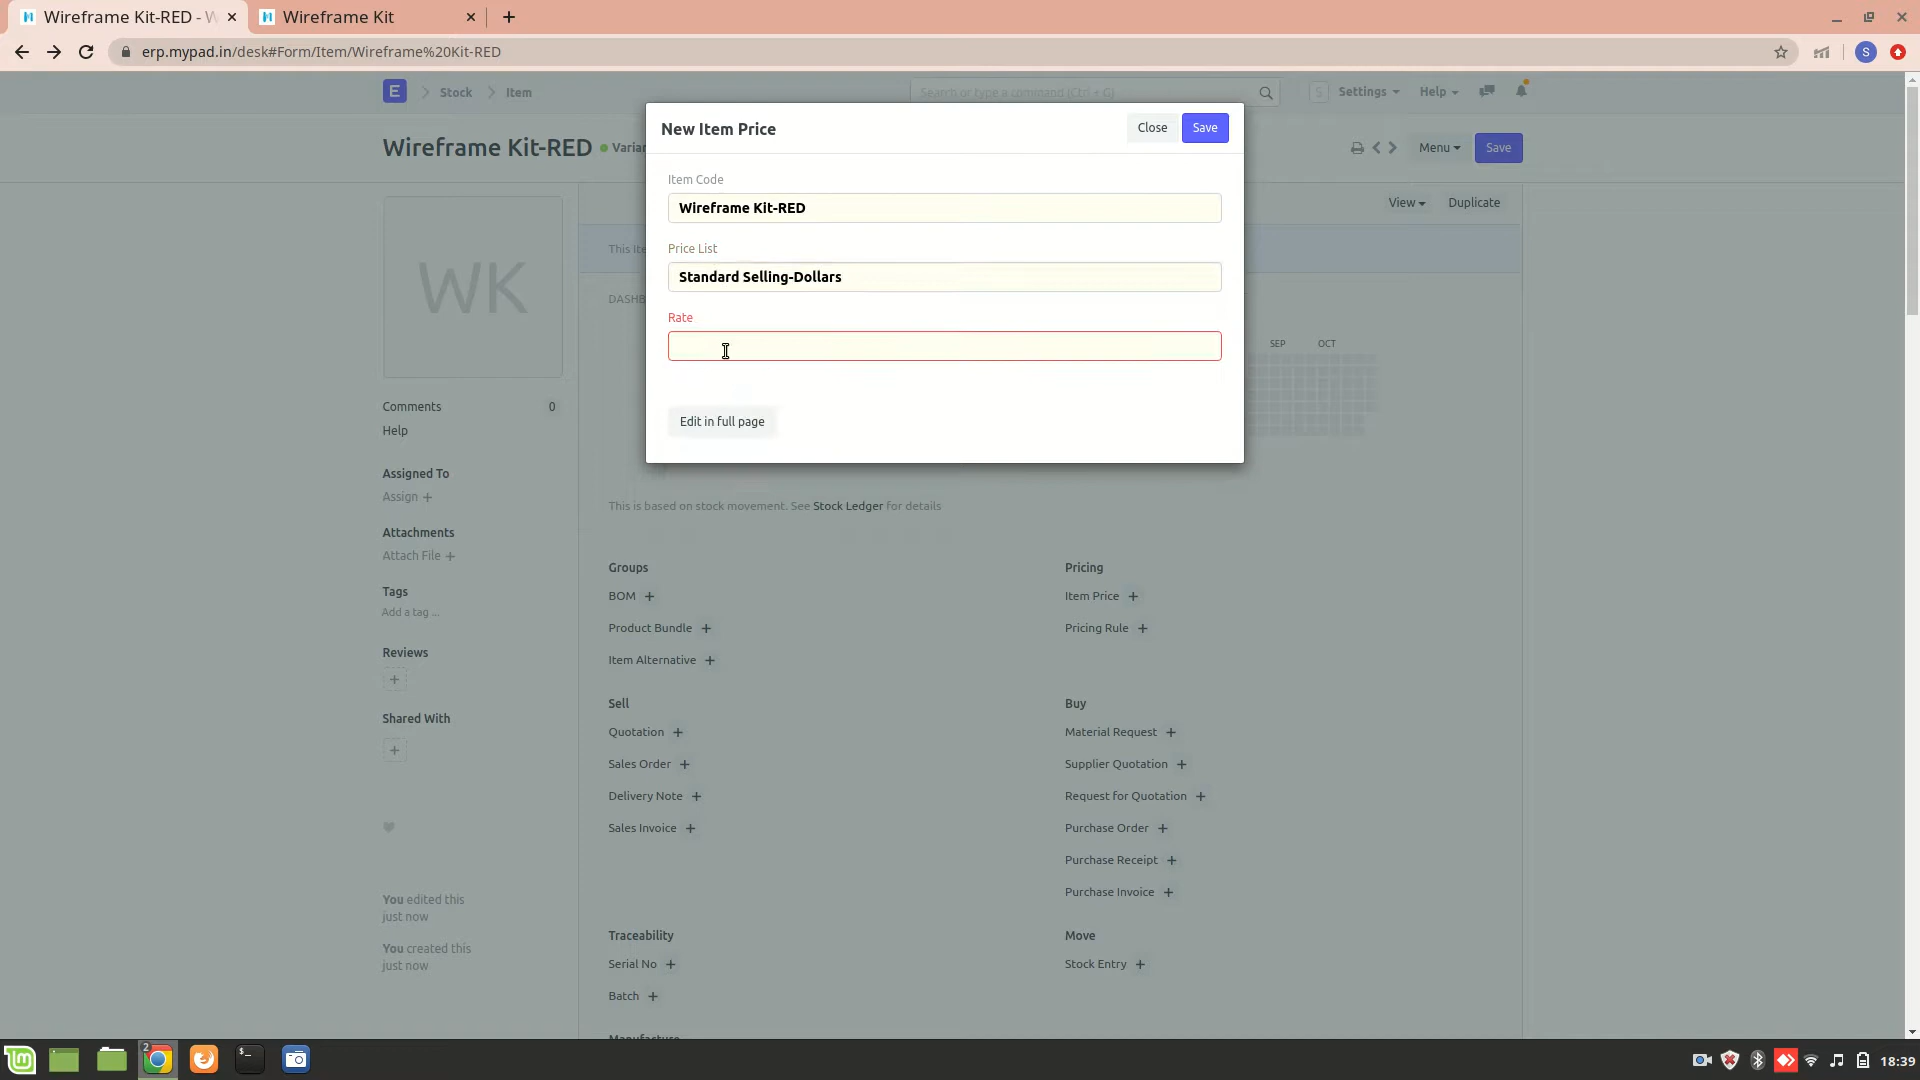 Wireframe Kit-RED - W
Wireframe Kit
erp.mypad.in/desk#Form/Item/Wireframe%20Kit-RED
S
E
Stock
Item
Search or type a command (Ctrl + G)
S
Settings
Help
Wireframe Kit-RED
Varian
Menu
Save
New Item Price
Close
Save
Item Code
Wireframe Kit-RED
Price List
Standard Selling-Dollars
Rate
Edit in full page
View
Duplicate
WK
This Ite
DASHB
SEP
OCT
Comments
0
Help
Assigned To
Assign +
Attachments
Attach File +
Tags
Add a tag ...
Reviews
+
Shared With
+
You edited this
just now
You created this
just now
This is based on stock movement. See Stock Ledger for details
Groups
BOM +
Product Bundle +
Item Alternative +
Pricing
Item Price +
Pricing Rule +
Sell
Quotation +
Sales Order +
Delivery Note +
Sales Invoice +
Buy
Material Request +
Supplier Quotation +
Request for Quotation +
Purchase Order +
Purchase Receipt +
Purchase Invoice +
Traceability
Serial No +
Batch +
Move
Stock Entry +
Manufacture
2
18:39